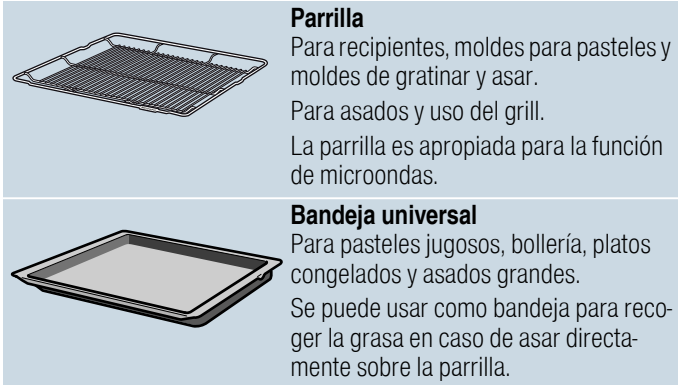 Parrilla
Para recipientes, moldes para pasteles y
moldes de gratinar y asar.
Para asados y uso del grill.
La parrilla es apropiada para la función
de microondas.
Bandeja universal
Para pasteles jugosos, bollería, platos
congelados y asados grandes.
Se puede usar como bandeja para reco-
ger la grasa en caso de asar directa-
mente sobre la parrilla.